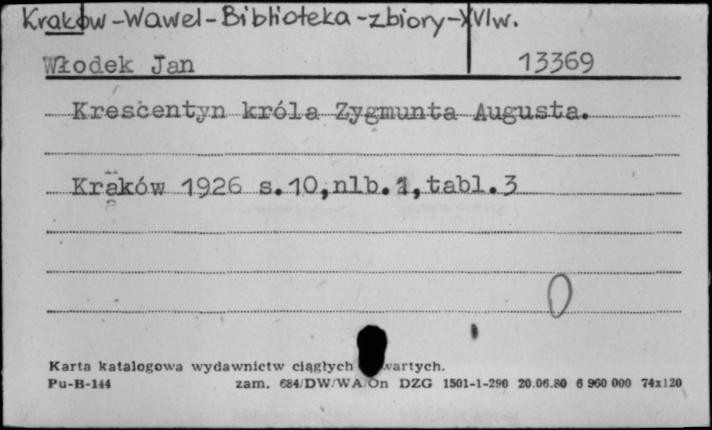 Kraków-Wawel-Biblioteka-zbiory-XVIw.
Włodek Jan 13369
Krescentyn króla Zygmunta Augusta.
Kraków 1926 s.10,nlb.1,tabl.3
0
Karta katalogowa wydawnictw ciągłych wartych.
Pu-B-144 zam. 684/DW/WA/On DZG 1501-1-290 20.06.80 6 960 000 74x120